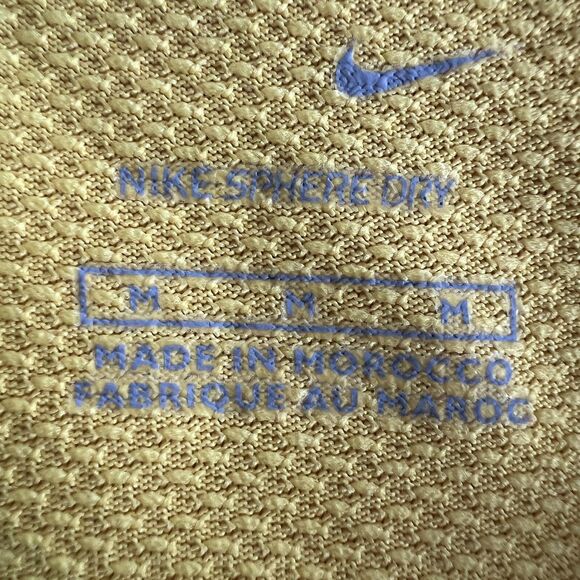 NIKE SPHERE DRY
M M M
MADE IN MOROCCO
FABRIQUE AU MAROC